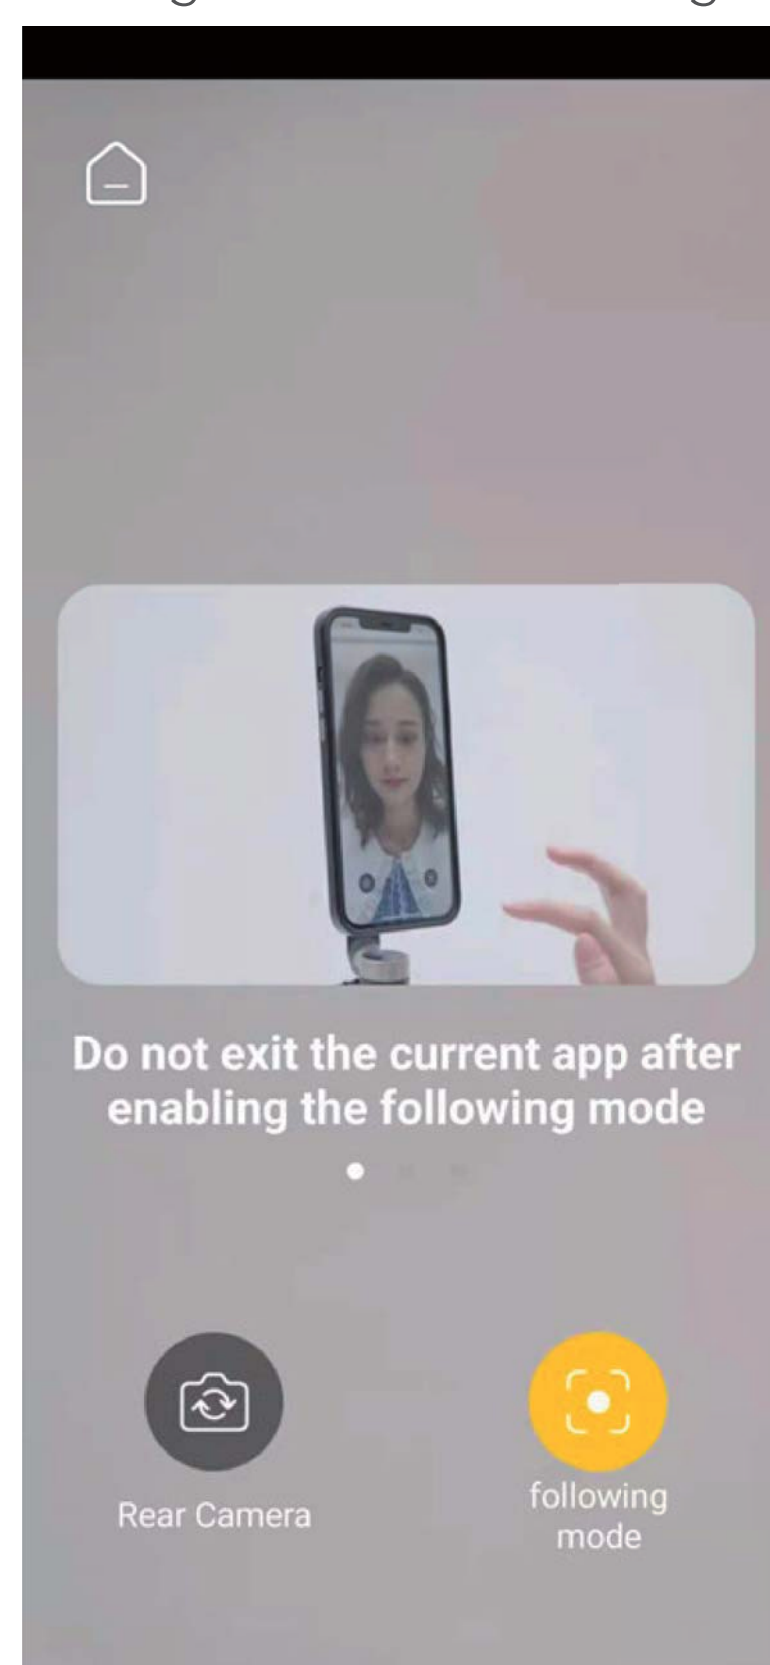 Do not exit the current app after
enabling the following mode
Rear Camera
following
mode